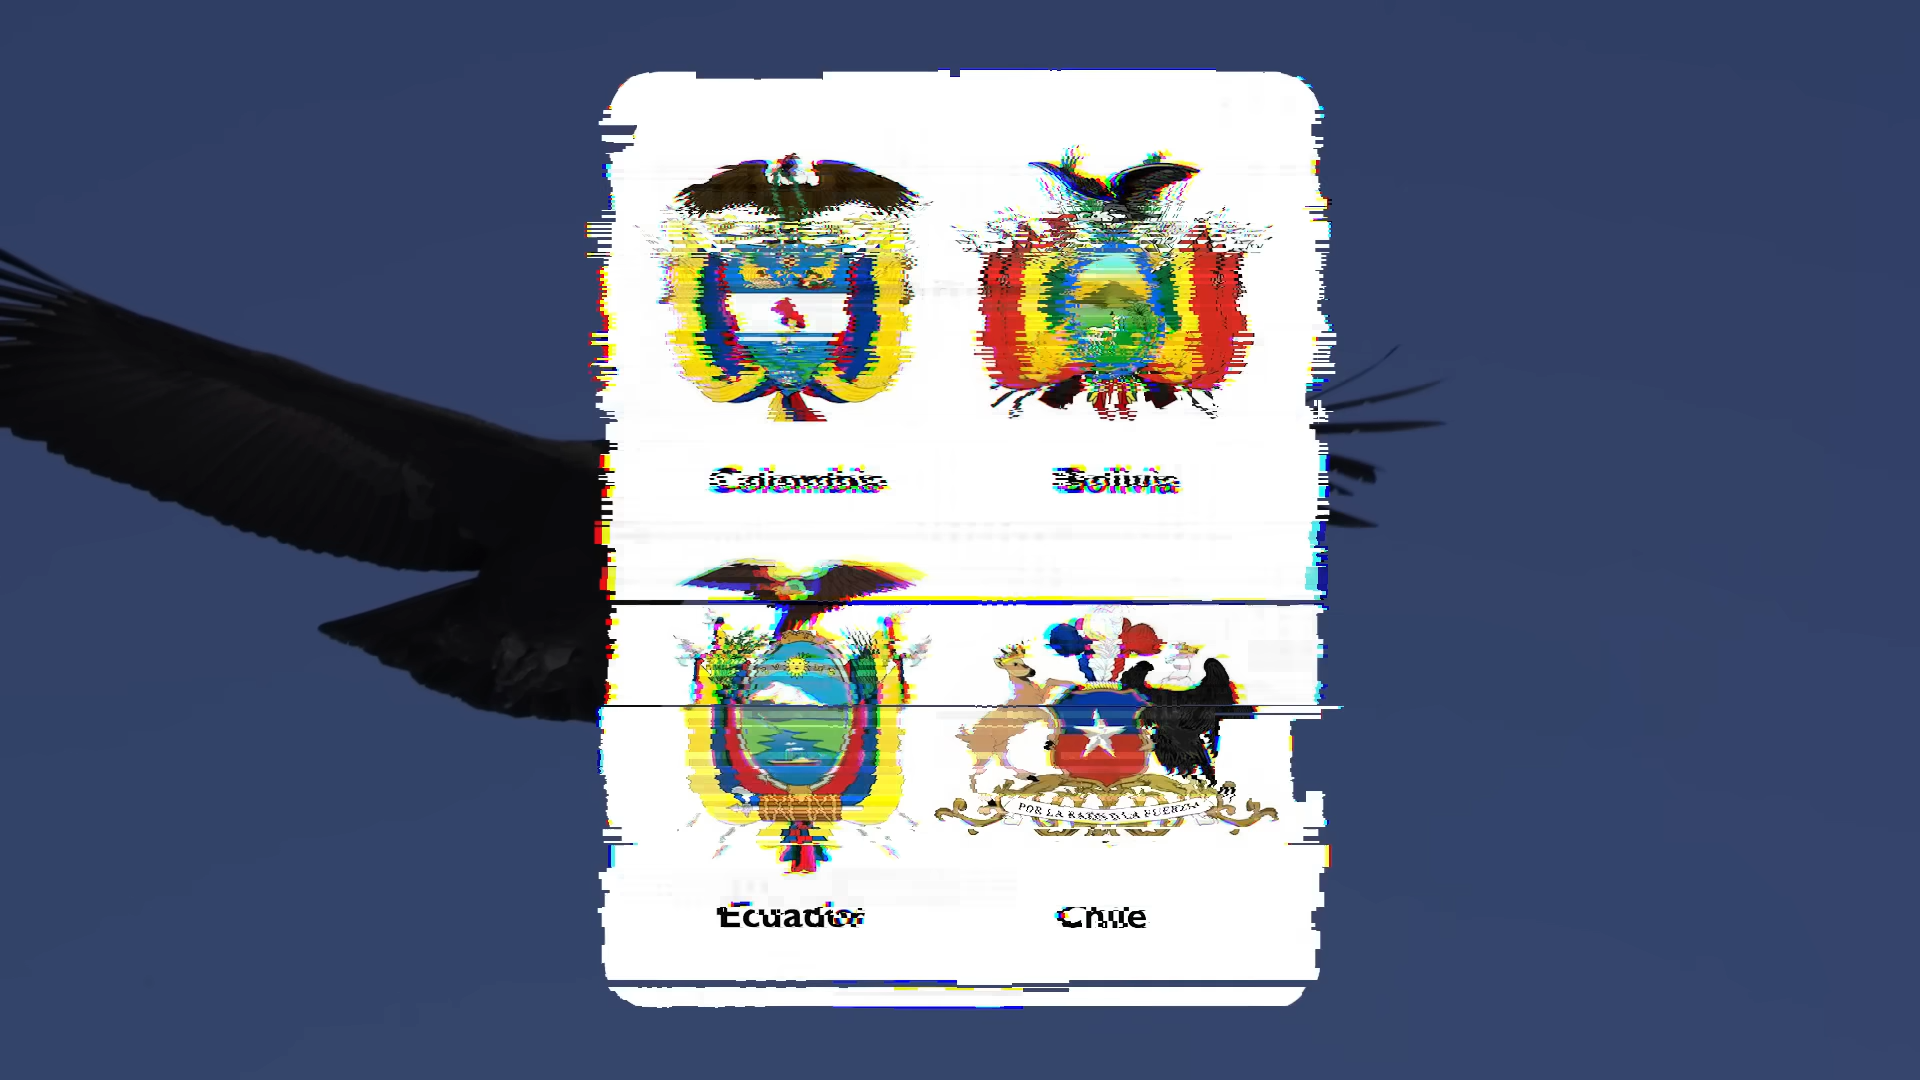 Colombia
Bolivia
POR LA RAZÓN O LA FUERZA
Ecuador
Chile